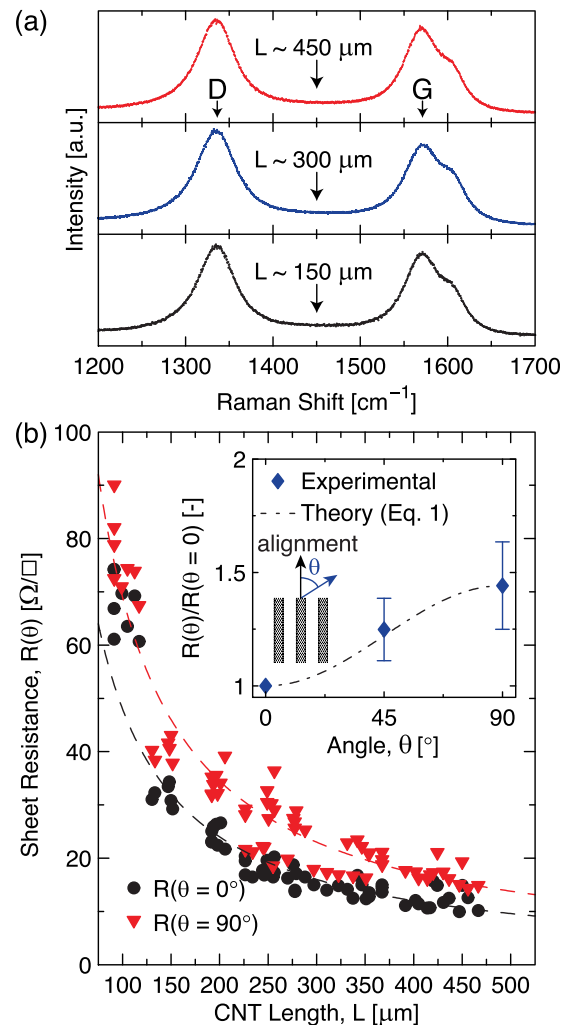 (a)
L ~ 450 μm
D
G
L ~ 300 μm
L ~ 150 μm
Intensity [a.u.]
1200 1300 1400 1500 1600 1700
Raman Shift [cm⁻¹]
(b)
100
80
60
40
20
0
Sheet Resistance, R(θ) [Ω/□]
100 150 200 250 300 350 400 450 500
CNT Length, L [μm]
R(θ = 0°)
R(θ = 90°)
2
1.5
1
R(θ)/R(θ = 0) [-]
Experimental
Theory (Eq. 1)
alignment
θ
0 45 90
Angle, θ [°]